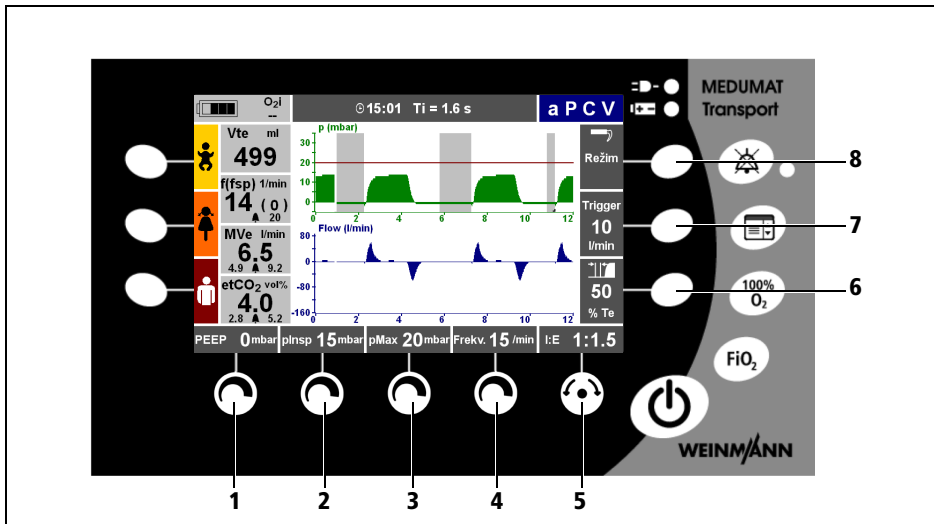 MEDUMAT
Transport
O₂I
--
15:01 Ti = 1.6 s
aPCV
Vte ml
499
f(fsp) 1/min
14 (0)
20
MVe l/min
6.5
4.9 9.2
etCO₂ vol%
4.0
2.8 5.2
p (mbar)
30
20
10
0
0 2 4 6 8 10 12
Flow (l/min)
80
0
-80
-160
2 4 6 8 10 12
Režim
Trigger
10
l/min
50
% Te
PEEP 0 mbar
pInsp 15 mbar
pMax 20 mbar
Frekv. 15 /min
I:E 1:1.5
100%
O₂
FiO₂
WEINMANN
8
7
6
1 2 3 4 5